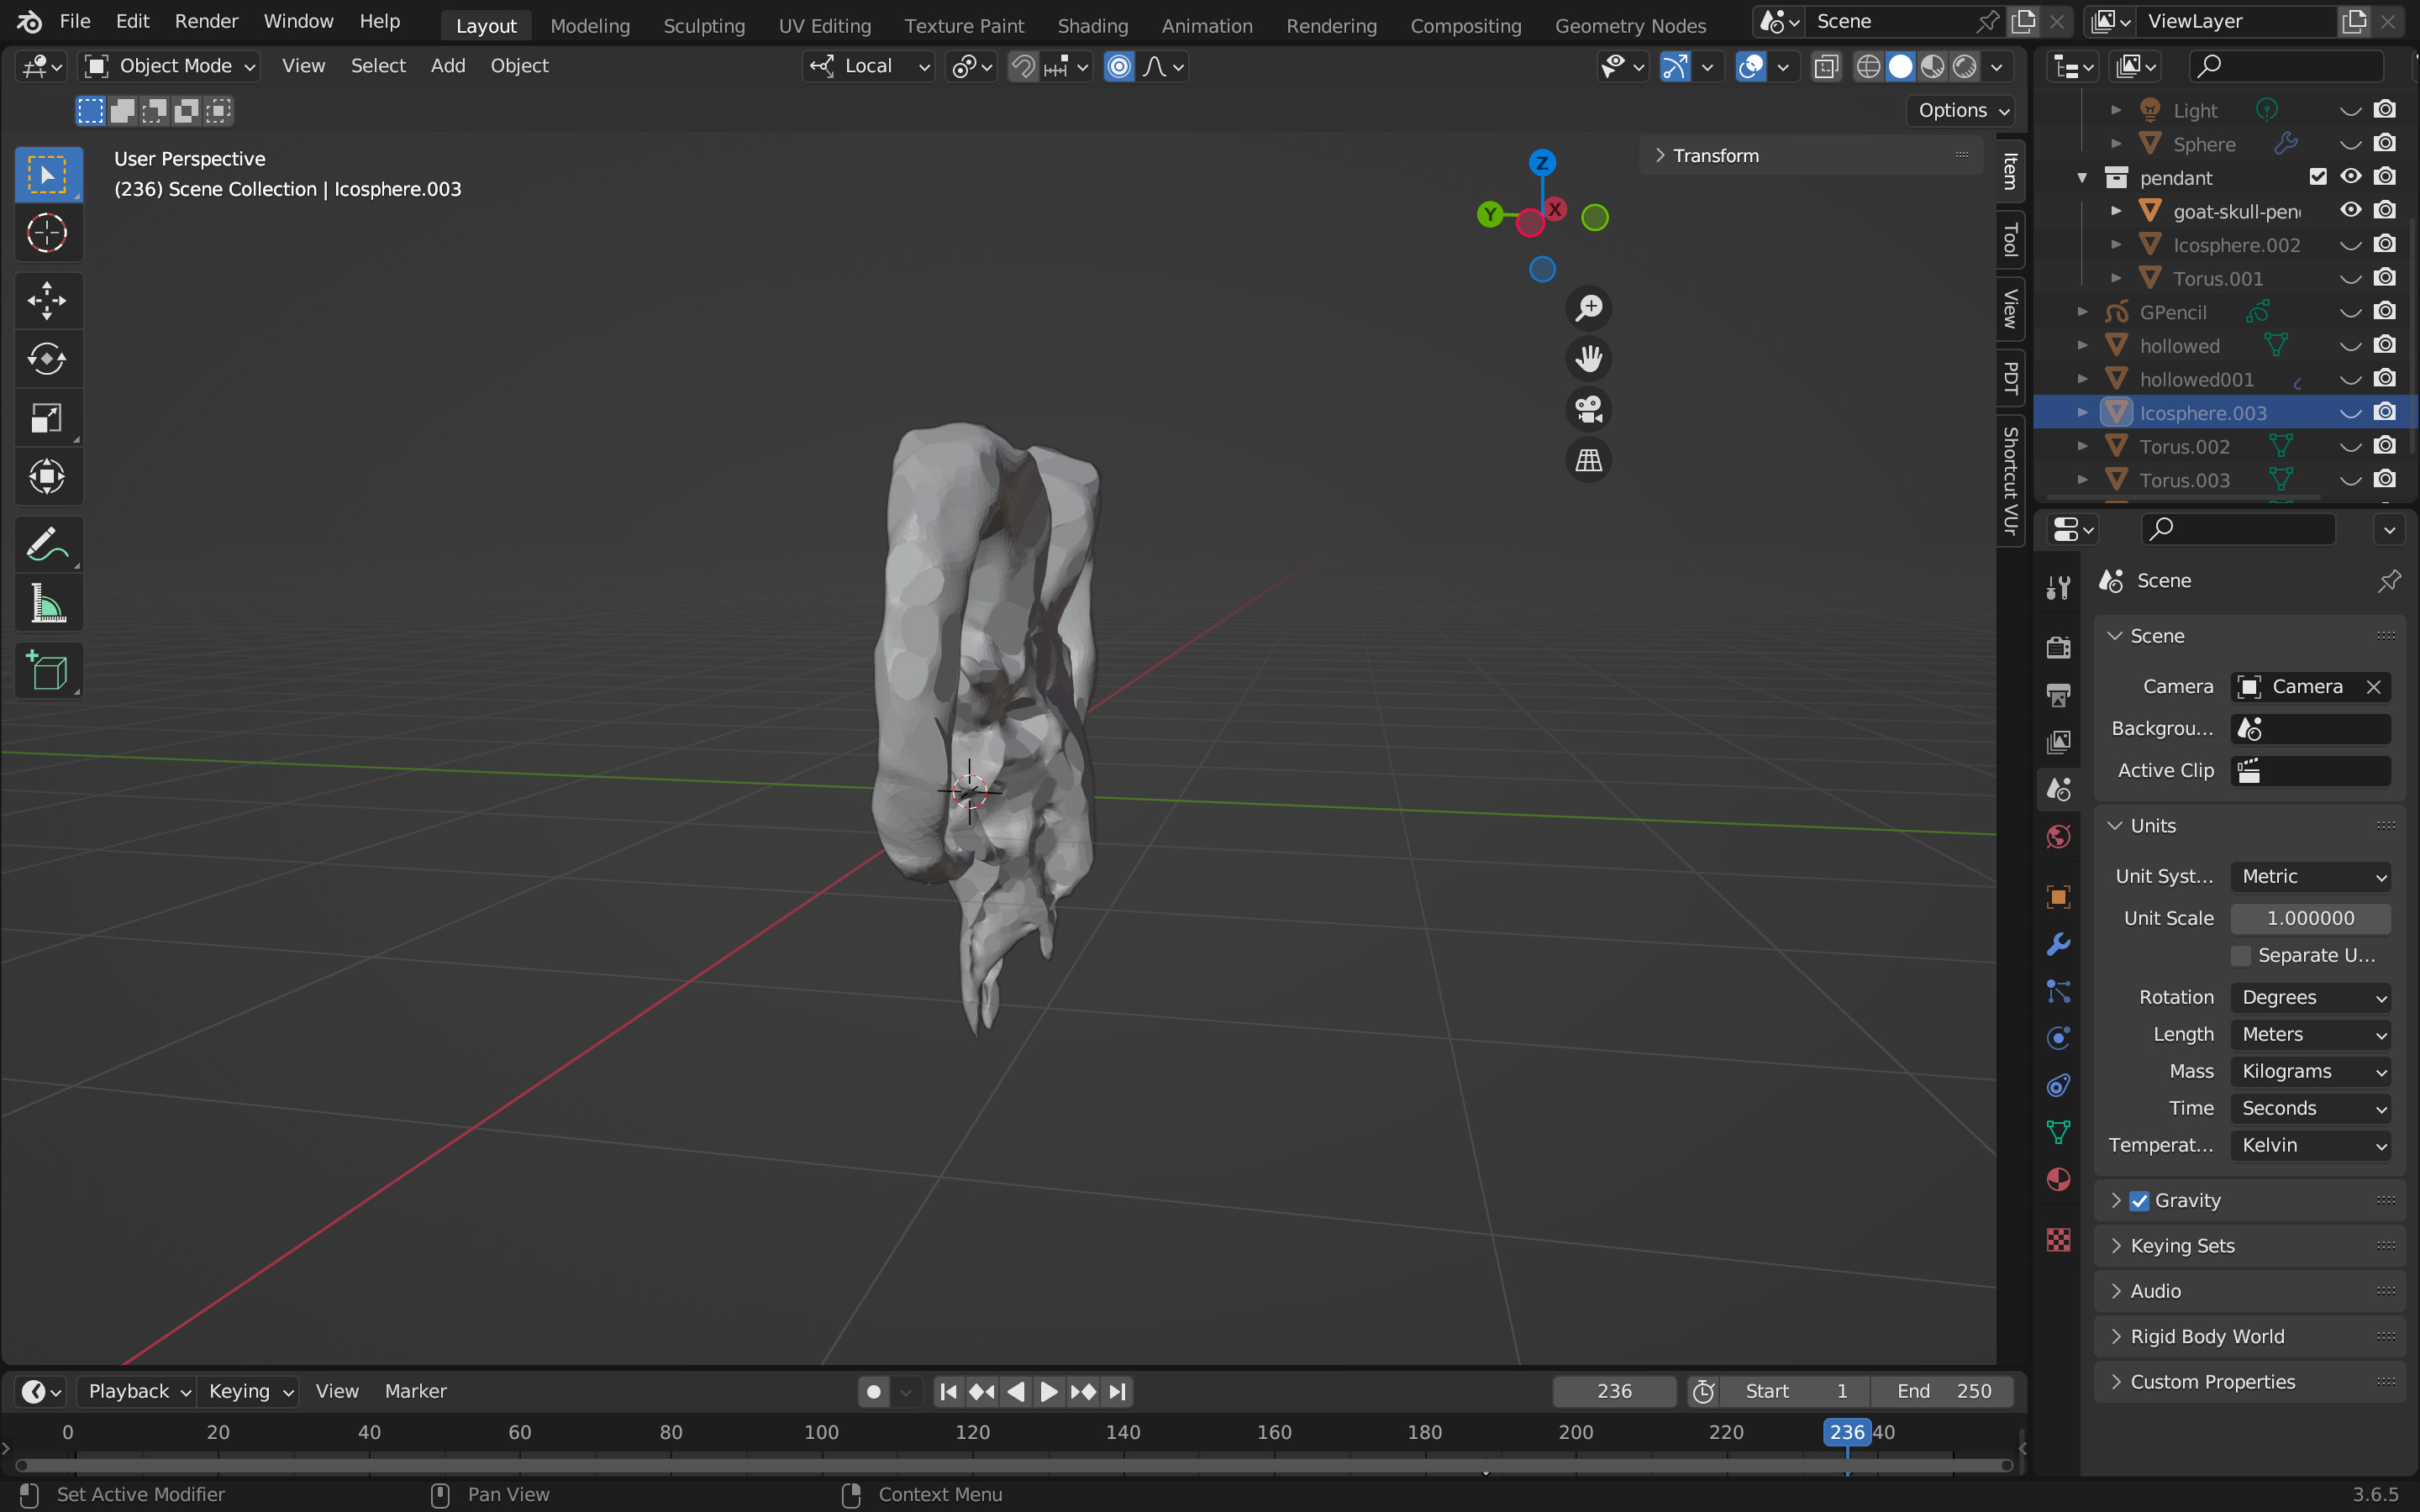 File Edit Render Window Help
Layout Modeling Sculpting UV Editing Texture Paint Shading Animation Rendering Compositing Geometry Nodes
Scene
ViewLayer
Object Mode View Select Add Object
Local
Options
User Perspective
(236) Scene Collection | Icosphere.003
Z
Y
X
Transform
Item
Tool
View
PDT
Shortcut VUr
Light
Sphere
pendant
goat-skull-pen
Icosphere.002
Torus.001
GPencil
hollowed
hollowed001
Icosphere.003
Torus.002
Torus.003
Scene
Scene
Camera Camera
Backgrou...
Active Clip
Units
Unit Syst... Metric
Unit Scale 1.000000
Separate U...
Rotation Degrees
Length Meters
Mass Kilograms
Time Seconds
Temperat... Kelvin
Gravity
Keying Sets
Audio
Rigid Body World
Custom Properties
Playback Keying View Marker
236 Start 1 End 250
0 20 40 60 80 100 120 140 160 180 200 220 236 40
Set Active Modifier Pan View Context Menu 3.6.5